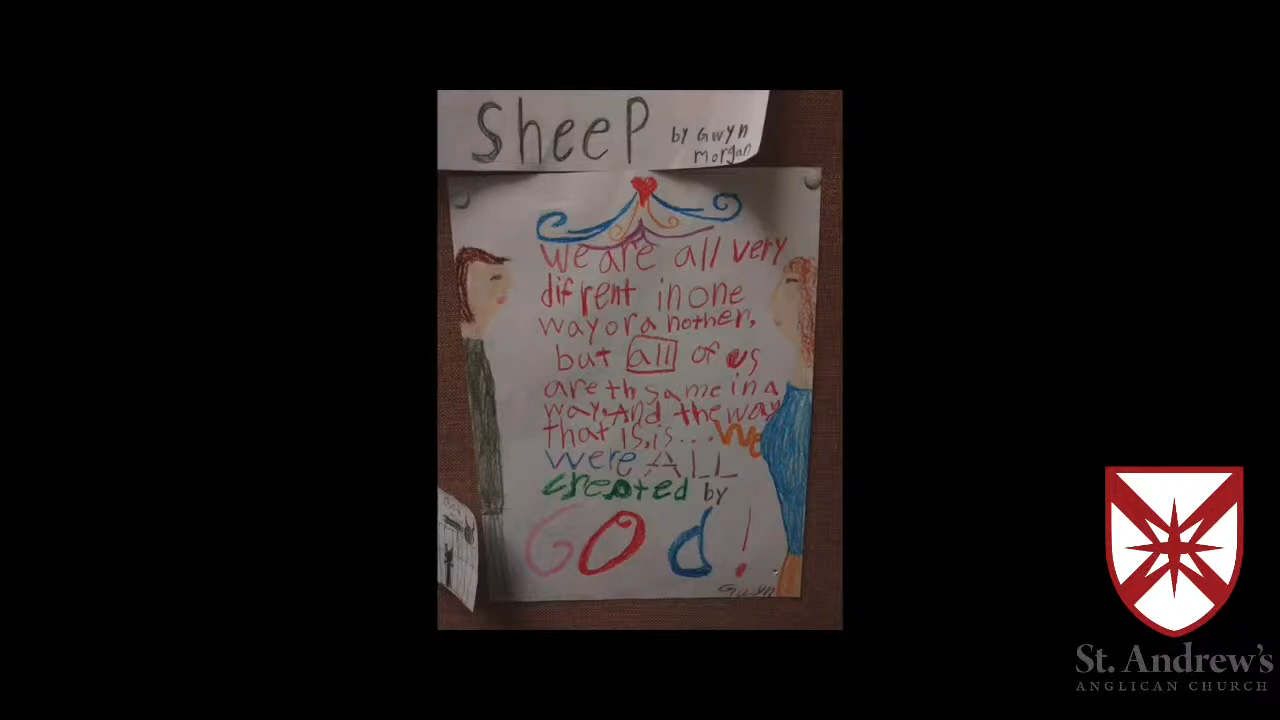 Sheep
by Gwyn
morgan
We are all very
difrent in one
way or a nother,
but all of us
are th same in a
way. And the way
that is, is... We
were ALL
created by
GOd!
Gwyn
St. Andrew's
ANGLICAN CHURCH